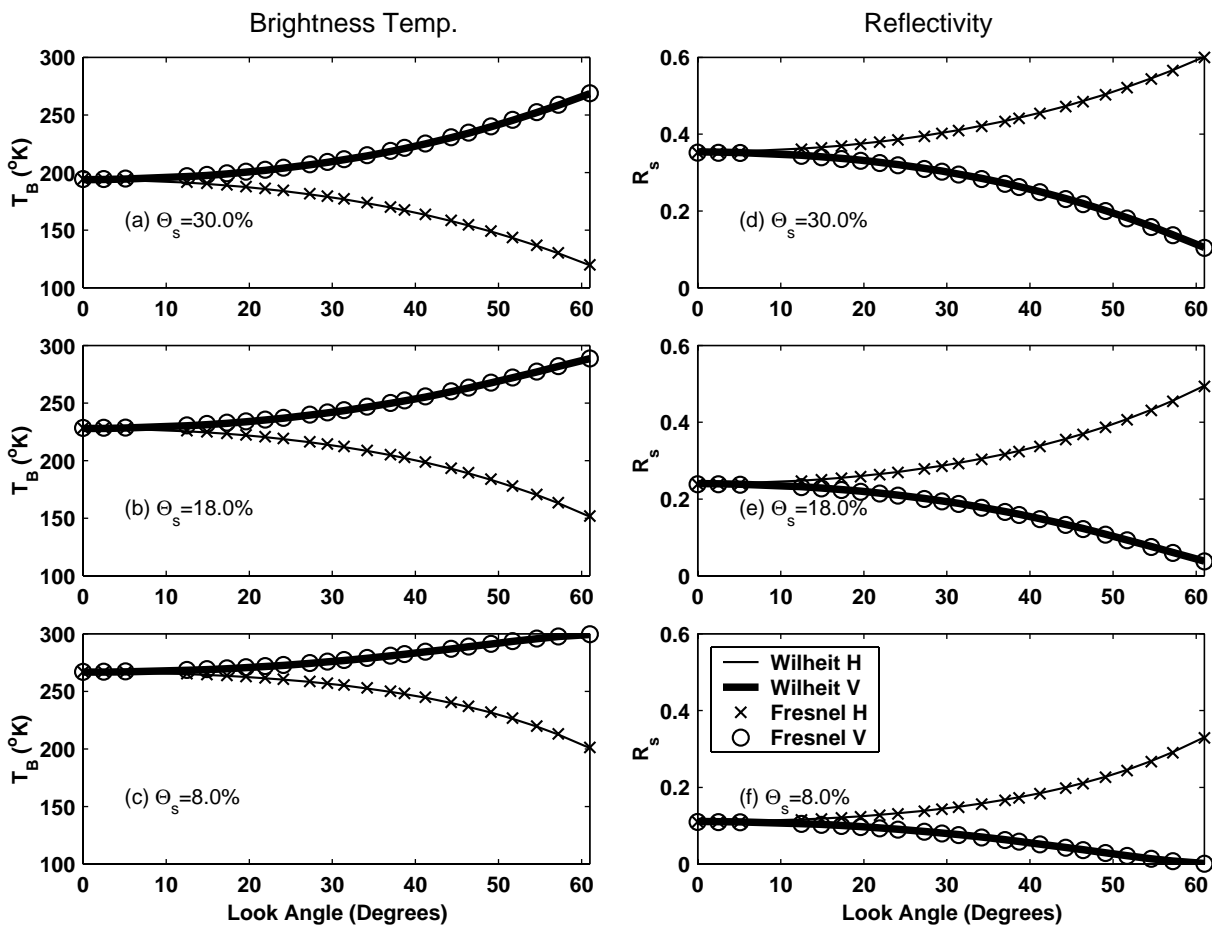 Brightness Temp.
Reflectivity
300
250
200
150
100
T_B (°K)
(a) Θ_s=30.0%
0 10 20 30 40 50 60
0.6
0.4
0.2
0
R_s
(d) Θ_s=30.0%
0 10 20 30 40 50 60
300
250
200
150
100
T_B (°K)
(b) Θ_s=18.0%
0 10 20 30 40 50 60
0.6
0.4
0.2
0
R_s
(e) Θ_s=18.0%
0 10 20 30 40 50 60
300
250
200
150
100
T_B (°K)
(c) Θ_s=8.0%
0 10 20 30 40 50 60
Look Angle (Degrees)
0.6
0.4
0.2
0
R_s
Wilheit H
Wilheit V
Fresnel H
Fresnel V
(f) Θ_s=8.0%
0 10 20 30 40 50 60
Look Angle (Degrees)